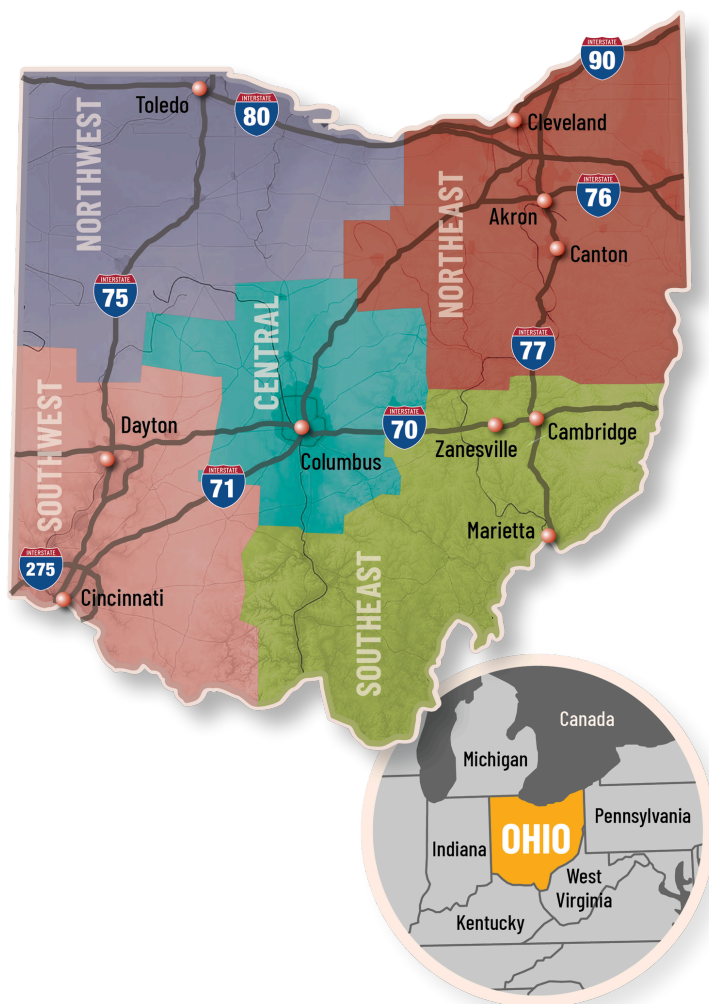 INTERSTATE
90
Toledo
INTERSTATE
80
Cleveland
NORTHWEST
NORTHEAST
INTERSTATE
76
Akron
Canton
INTERSTATE
75
CENTRAL
INTERSTATE
77
SOUTHWEST
Dayton
INTERSTATE
70
Zanesville
Cambridge
Columbus
INTERSTATE
71
Marietta
INTERSTATE
275
Cincinnati
SOUTHEAST
Canada
Michigan
Pennsylvania
OHIO
Indiana
West
Virginia
Kentucky